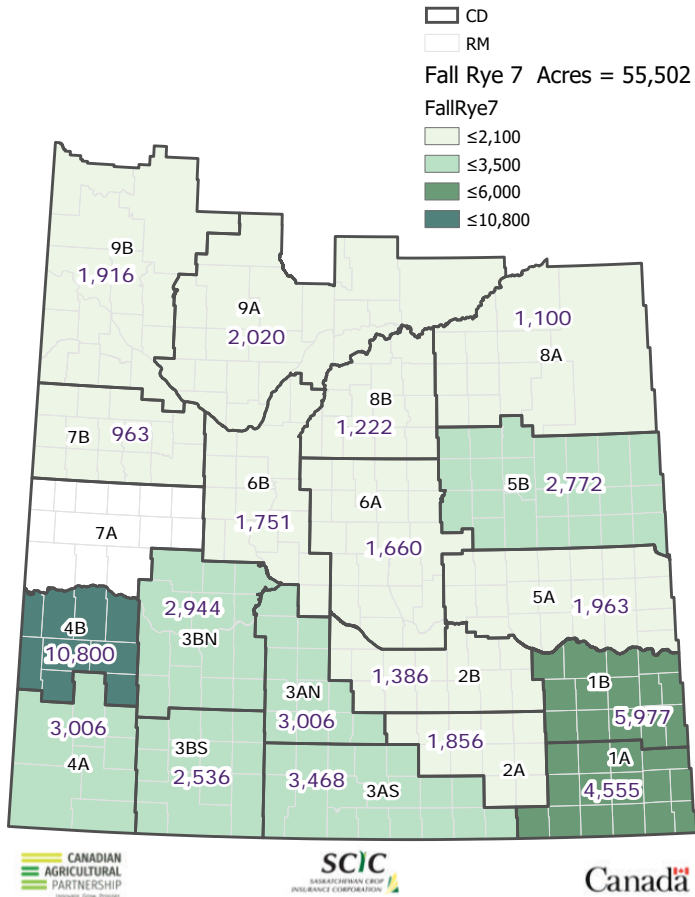 CD
RM
Fall Rye 7 Acres = 55,502
FallRye7
≤2,100
≤3,500
≤6,000
≤10,800
9B
1,916
9A
2,020
1,100
8A
8B
1,222
7B 963
6B
1,751
6A
1,660
5B 2,772
7A
5A 1,963
4B
10,800
2,944
3BN
3AN
3,006
1,386 2B
1B
5,977
3,006
4A
3BS
2,536
3,468 3AS
1,856
2A
1A
4,555
CANADIAN
AGRICULTURAL
PARTNERSHIP
Innovate. Grow. Prosper.
SCIC
SASKATCHEWAN CROP
INSURANCE CORPORATION
Canada